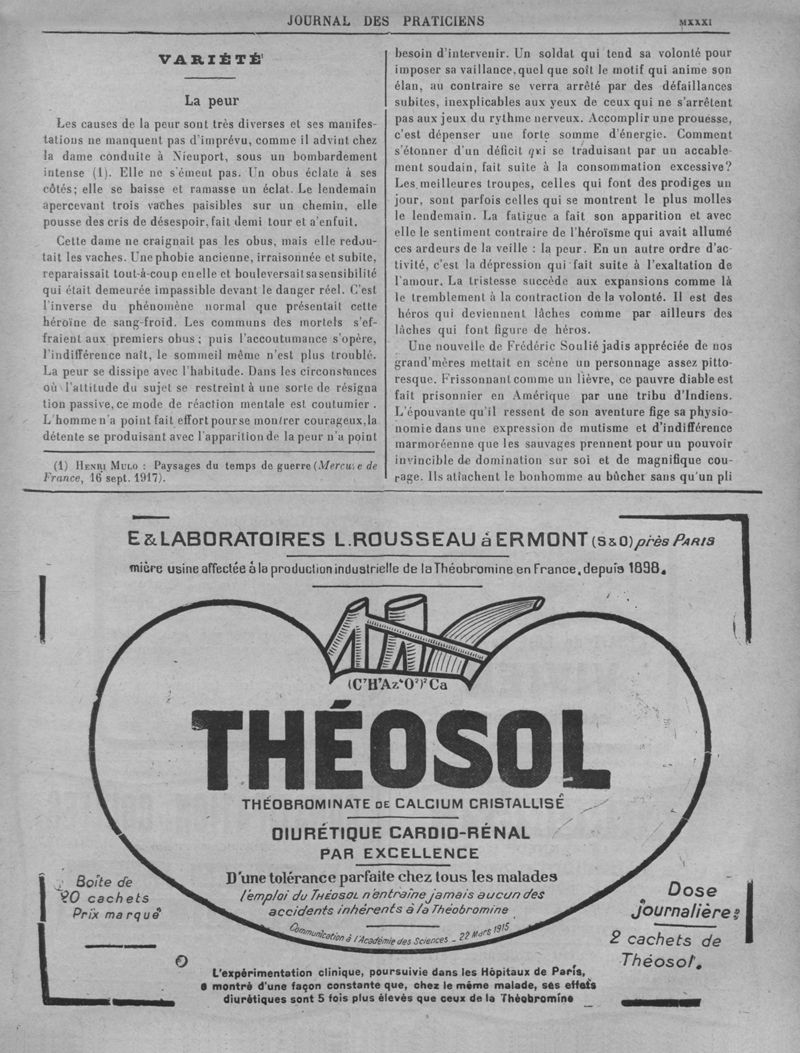 JOURNAL DES PRATICIENS
MXXXI
VARIÉTÉ
La peur
Les causes de la peur sont très diverses et ses manifes-
tations ne manquent pas d'imprévu, comme il advint chez
la dame conduite à Nieuport, sous un bombardement
intense (1). Elle ne s'émeut pas. Un obus éclate à ses
côtés; elle se baisse et ramasse un éclat. Le lendemain
apercevant trois vaches paisibles sur un chemin, elle
pousse des cris de désespoir, fait demi tour et s'enfuit.
Cette dame ne craignait pas les obus, mais elle redou-
tait les vaches. Une phobie ancienne, irraisonnée et subite,
reparaissait tout-à-coup en elle et bouleversait sa sensibilité
qui était demeurée impassible devant le danger réel. C'est
l'inverse du phénomène normal que présentait cette
héroïne de sang-froid. Les communs des mortels s'ef-
fraient aux premiers obus; puis l'accoutumance s'opère,
l'indifférence naît, le sommeil même n'est plus troublé.
La peur se dissipe avec l'habitude. Dans les circonstances
où l'attitude du sujet se restreint à une sorte de résigna
tion passive, ce mode de réaction mentale est coutumier.
L'homme n'a point fait effort pour se montrer courageux, la
détente se produisant avec l'apparition de la peur n'a point
(1) HENRI MULO : Paysages du temps de guerre (Mercure de
France, 16 sept. 1917).
besoin d'intervenir. Un soldat qui tend sa volonté pour
imposer sa vaillance, quel que soit le motif qui anime son
élan, au contraire se verra arrêté par des défaillances
subites, inexplicables aux yeux de ceux qui ne s'arrêtent
pas aux jeux du rythme nerveux. Accomplir une prouesse,
c'est dépenser une forte somme d'énergie. Comment
s'étonner d'un déficit qui se traduisant par un accable-
ment soudain, fait suite à la consommation excessive?
Les meilleures troupes, celles qui font des prodiges un
jour, sont parfois celles qui se montrent le plus molles
le lendemain. La fatigue a fait son apparition et avec
elle le sentiment contraire de l'héroïsme qui avait allumé
ces ardeurs de la veille : la peur. En un autre ordre d'ac-
tivité, c'est la dépression qui fait suite à l'exaltation de
l'amour. La tristesse succède aux expansions comme là
le tremblement à la contraction de la volonté. Il est des
héros qui deviennent lâches comme par ailleurs des
lâches qui font figure de héros.
Une nouvelle de Frédéric Soulié jadis appréciée de nos
grand'mères mettait en scène un personnage assez pitto-
resque. Frissonnant comme un lièvre, ce pauvre diable est
fait prisonnier en Amérique par une tribu d'Indiens.
L'épouvante qu'il ressent de son aventure fige sa physio-
nomie dans une expression de mutisme et d'indifférence
marmoréenne que les sauvages prennent pour un pouvoir
invincible de domination sur soi et de magnifique cou-
rage. Ils attachent le bonhomme au bûcher sans qu'un pli
E & LABORATOIRES L. ROUSSEAU à ERMONT (S&O) près PARIS
mière usine affectée à la production industrielle de la Théobromine en France, depuis 1898.
(C⁷H⁷Az⁴O²)² Ca
THÉOSOL
THÉOBROMINATE DE CALCIUM CRISTALLISÉ
DIURÉTIQUE CARDIO-RÉNAL
PAR EXCELLENCE
D'une tolérance parfaite chez tous les malades
l'emploi du THÉOSOL n'entraîne jamais aucun des
accidents inhérents à la Théobromine
Communication à l'Académie des Sciences - 22 Mars 1915
Boîte de
20 cachets
Prix marqué
Dose
journalière:
2 cachets de
Théosol.
L'expérimentation clinique, poursuivie dans les Hôpitaux de Paris,
a montré d'une façon constante que, chez le même malade, ses effets
diurétiques sont 5 fois plus élevés que ceux de la Théobromine